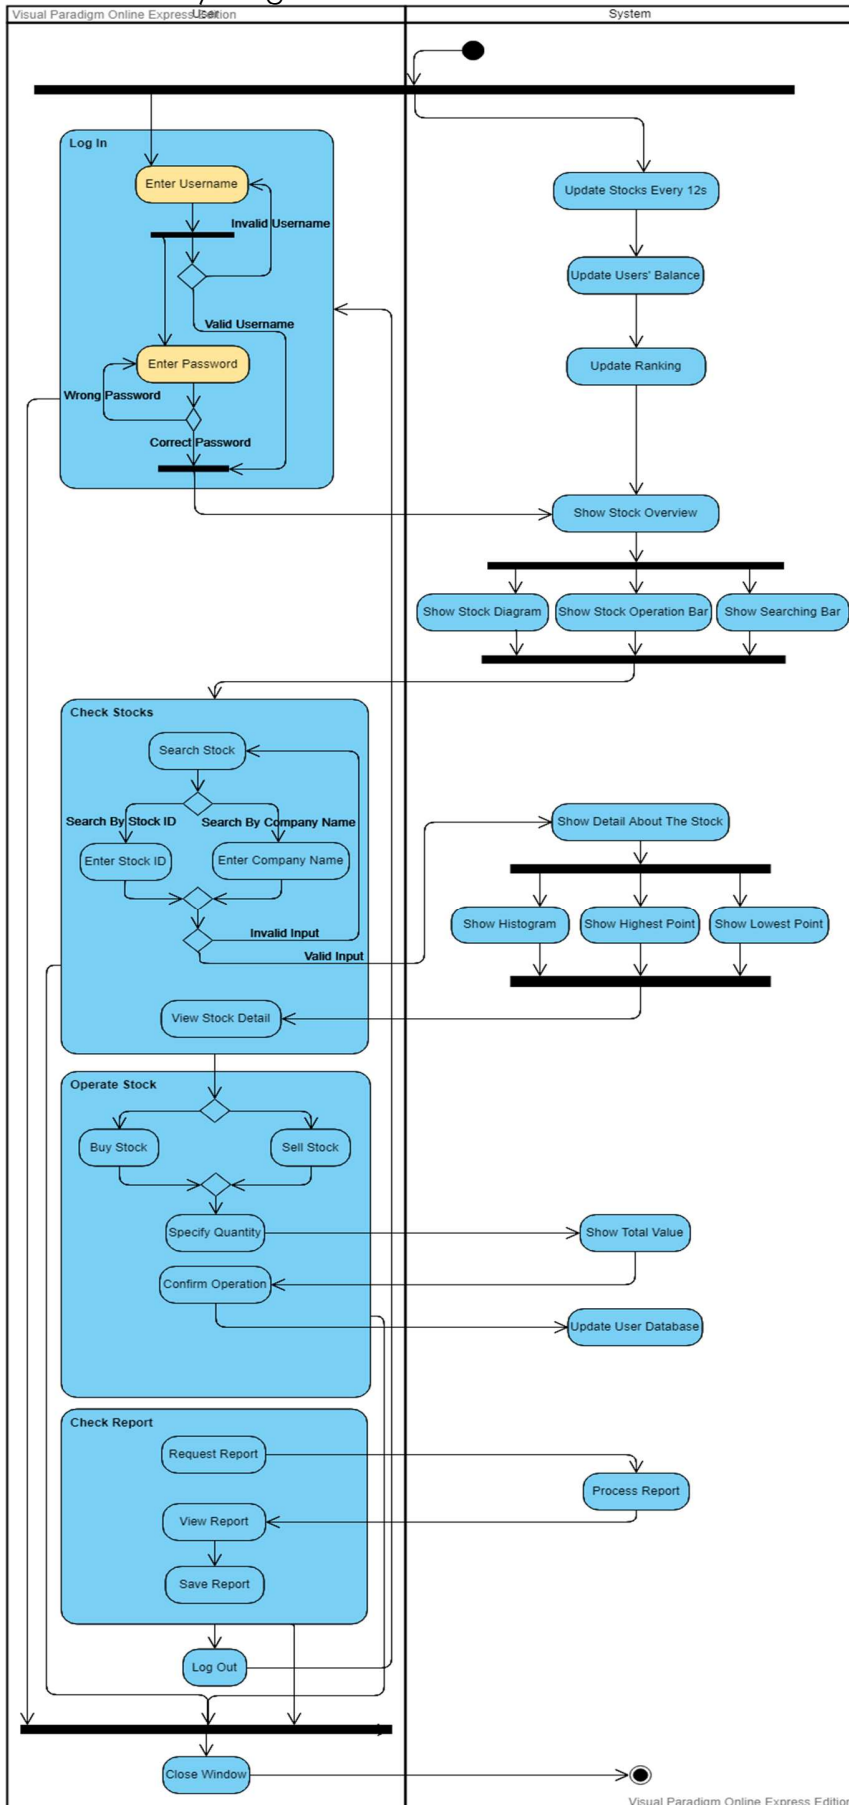 Visual Paradigm Online Express Edition
User
System
Log In
Enter Username
Invalid Username
Valid Username
Enter Password
Wrong Password
Correct Password
Update Stocks Every 12s
Update Users' Balance
Update Ranking
Show Stock Overview
Show Stock Diagram
Show Stock Operation Bar
Show Searching Bar
Check Stocks
Search Stock
Search By Stock ID
Search By Company Name
Enter Stock ID
Enter Company Name
Invalid Input
Valid Input
Show Detail About The Stock
Show Histogram
Show Highest Point
Show Lowest Point
View Stock Detail
Operate Stock
Buy Stock
Sell Stock
Specify Quantity
Show Total Value
Confirm Operation
Update User Database
Check Report
Request Report
Process Report
View Report
Save Report
Log Out
Close Window
Visual Paradigm Online Express Edition